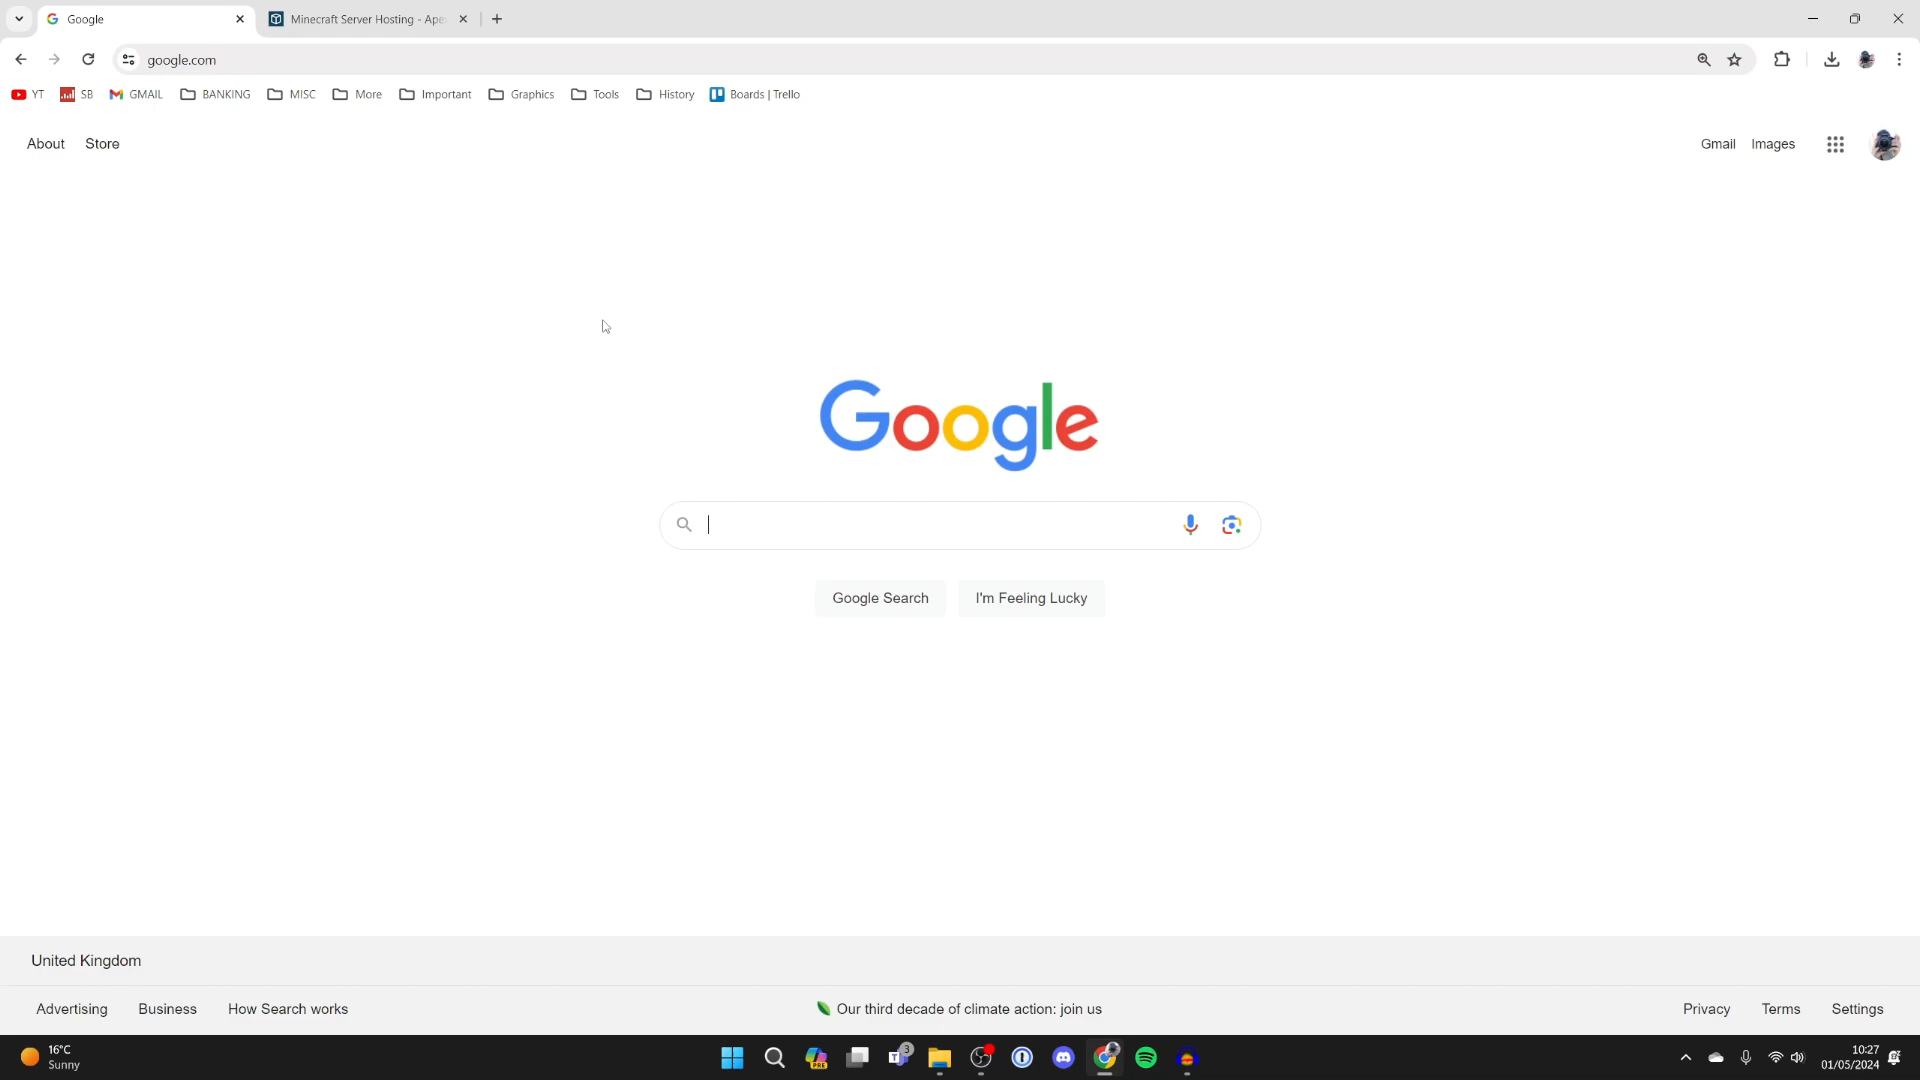 Google
Minecraft Server Hosting - Ape
google.com
YT
SB
GMAIL
BANKING
MISC
More
Important
Graphics
Tools
History
Boards | Trello
About
Store
Gmail
Images
Google
Google Search
I'm Feeling Lucky
United Kingdom
Advertising
Business
How Search works
Our third decade of climate action: join us
Privacy
Terms
Settings
16°C
Sunny
PRE
3
10:27
01/05/2024